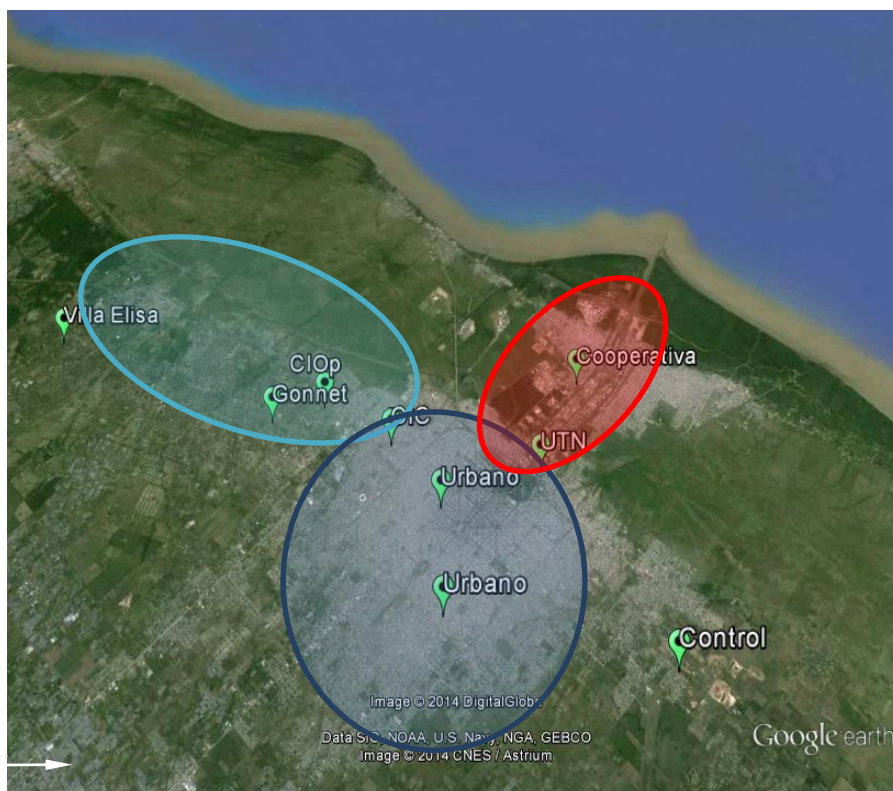 Villa Elisa
CIOp
Gonnet
CIC
Cooperativa
UTN
Urbano
Urbano
Control
Image © 2014 DigitalGlobe
Data SIO, NOAA, U.S. Navy, NGA, GEBCO
Image © 2014 CNES / Astrium
Google earth